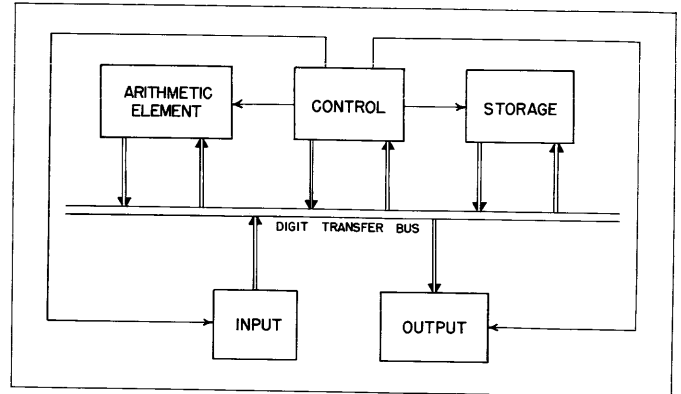 ARITHMETIC
ELEMENT
CONTROL
STORAGE
DIGIT TRANSFER BUS
INPUT
OUTPUT